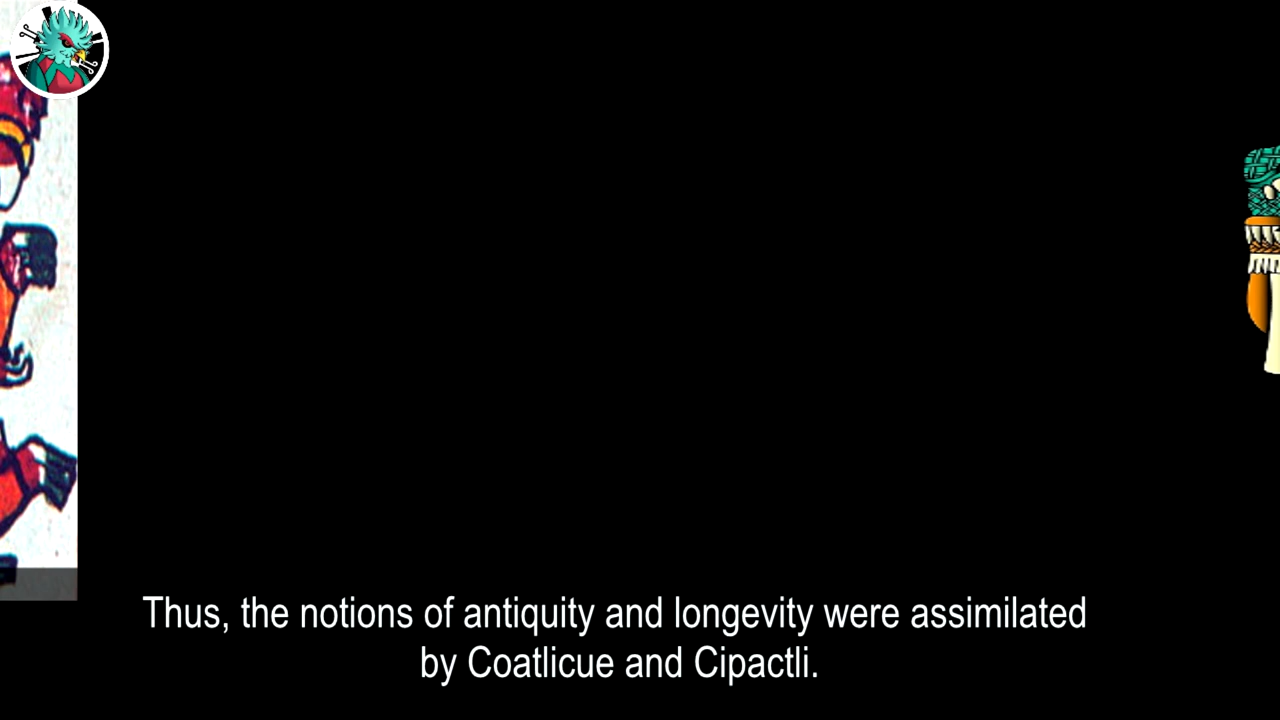 Thus, the notions of antiquity and longevity were assimilated
by Coatlicue and Cipactli.